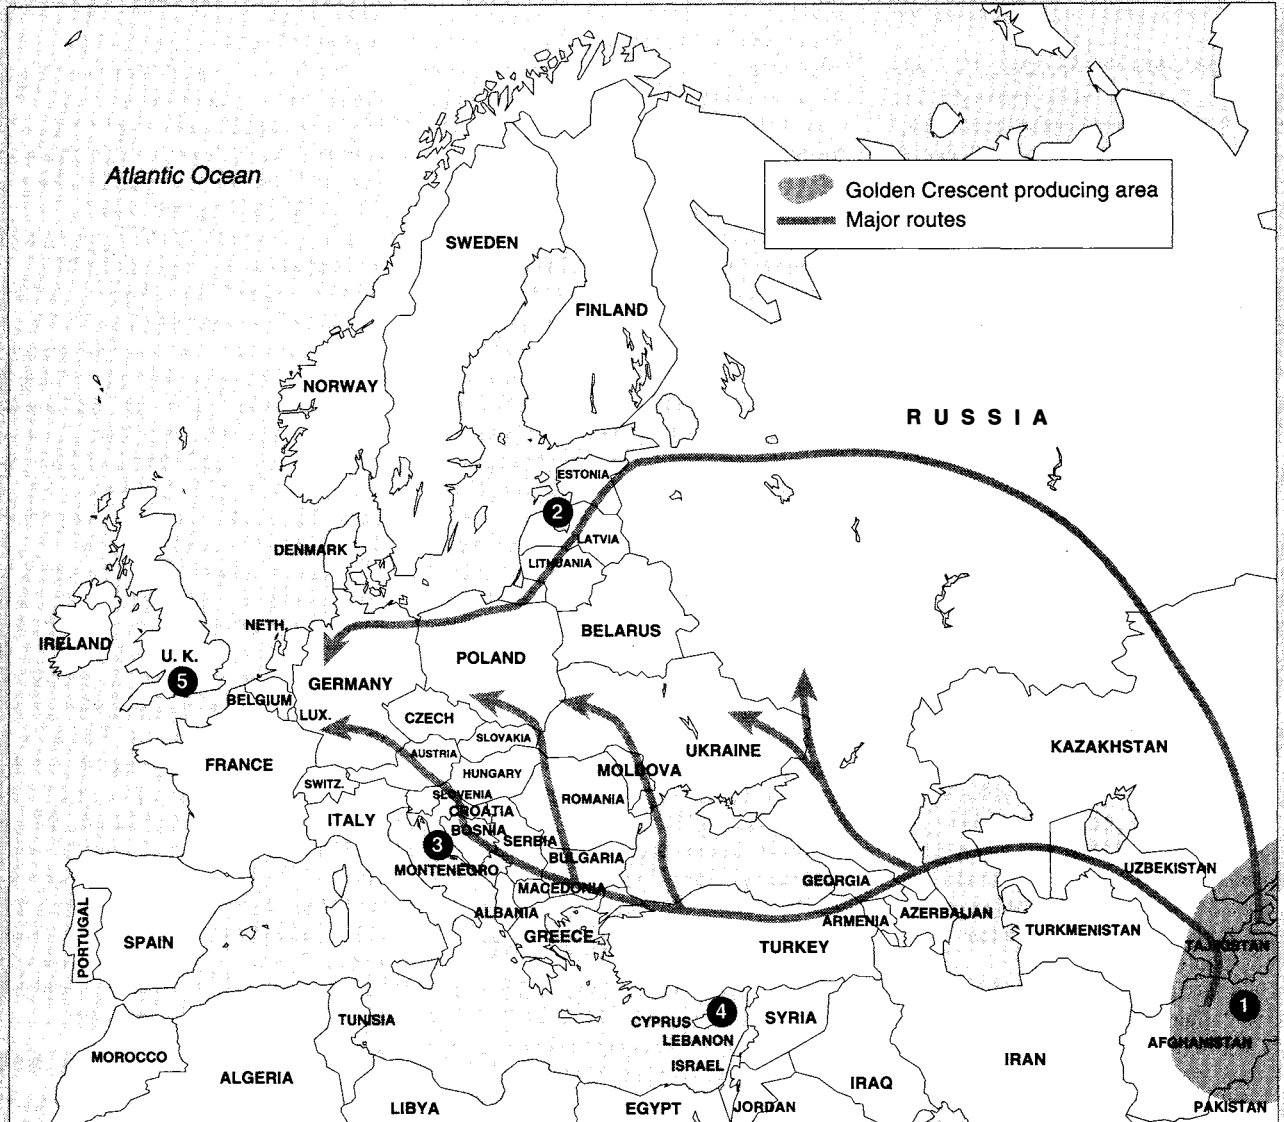 Atlantic Ocean
Golden Crescent producing area
Major routes
SWEDEN
FINLAND
NORWAY
RUSSIA
ESTONIA
2
LATVIA
DENMARK
LITHUANIA
NETH.
BELARUS
IRELAND
U. K.
5
POLAND
GERMANY
BELGIUM
LUX.
CZECH
SLOVAKIA
UKRAINE
KAZAKHSTAN
AUSTRIA
FRANCE
HUNGARY
MOLDOVA
SWITZ.
SLOVENIA
ROMANIA
CROATIA
ITALY
BOSNIA
SERBIA
3
BULGARIA
MONTENEGRO
UZBEKISTAN
GEORGIA
MACEDONIA
ALBANIA
ARMENIA
AZERBAIJAN
PORTUGAL
SPAIN
GREECE
TURKEY
TURKMENISTAN
TAJIKISTAN
1
4
TUNISIA
CYPRUS
SYRIA
LEBANON
AFGHANISTAN
MOROCCO
ISRAEL
IRAN
ALGERIA
IRAQ
LIBYA
EGYPT
JORDAN
PAKISTAN